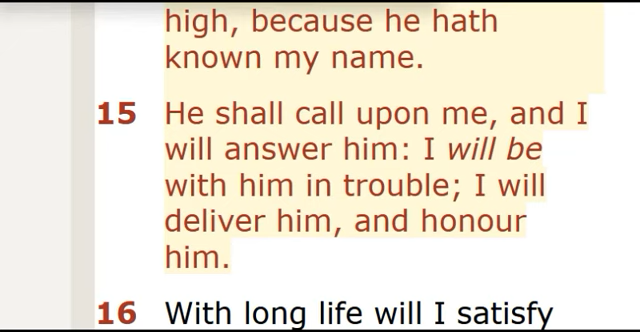 high, because he hath
known my name.
15 He shall call upon me, and I
will answer him: I will be
with him in trouble; I will
deliver him, and honour
him.
16 With long life will I satisfy